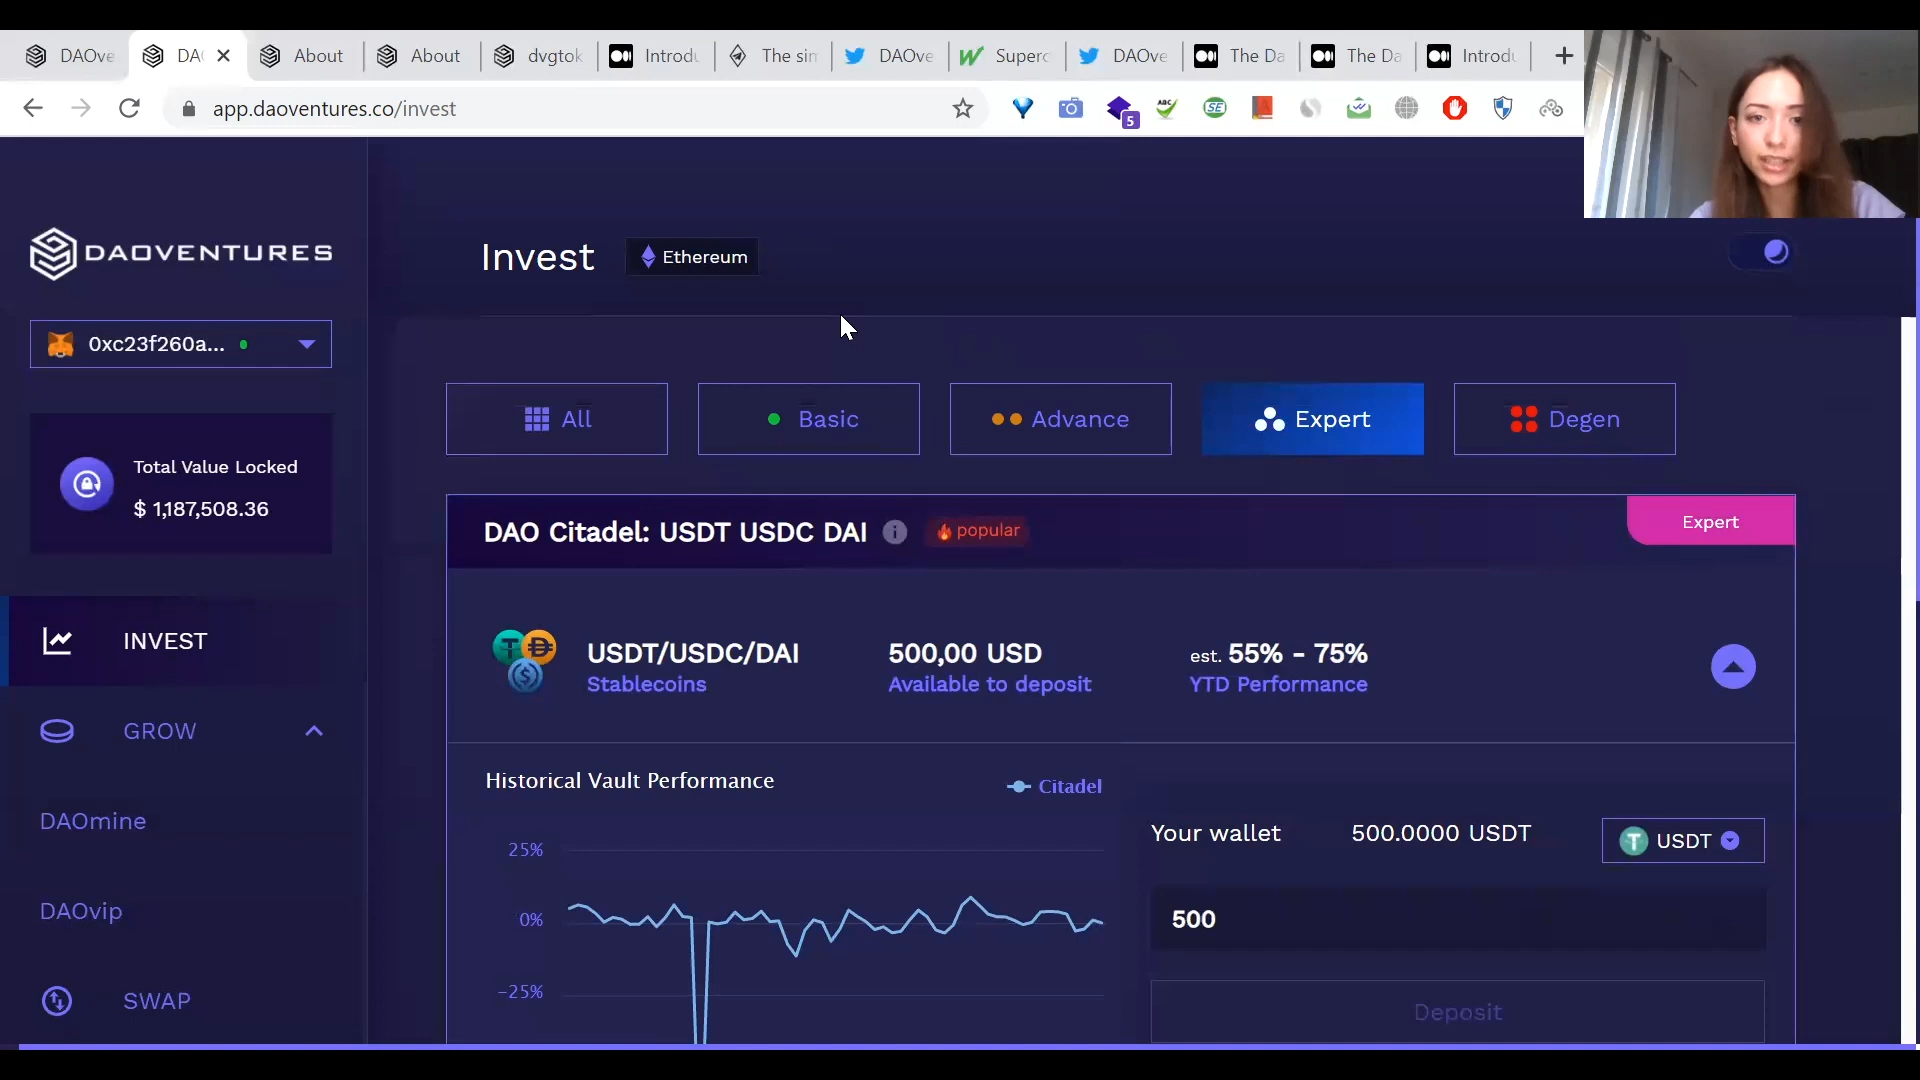 DAOve
DA
About
About
dvgtok
Introdu
The sim
DAOve
Superc
DAOve
The Da
The Da
Introdu
app.daoventures.co/invest
ABC
SE
5
DAOVENTURES
Invest
Ethereum
0xc23f260a...
All
Basic
Advance
Expert
Degen
Total Value Locked
$ 1,187,508.36
DAO Citadel: USDT USDC DAI
popular
Expert
INVEST
USDT/USDC/DAI
500,00 USD
est. 55% - 75%
Stablecoins
Available to deposit
YTD Performance
GROW
Historical Vault Performance
Citadel
DAOmine
25%
Your wallet
500.0000 USDT
USDT
DAOvip
0%
500
SWAP
-25%
Deposit